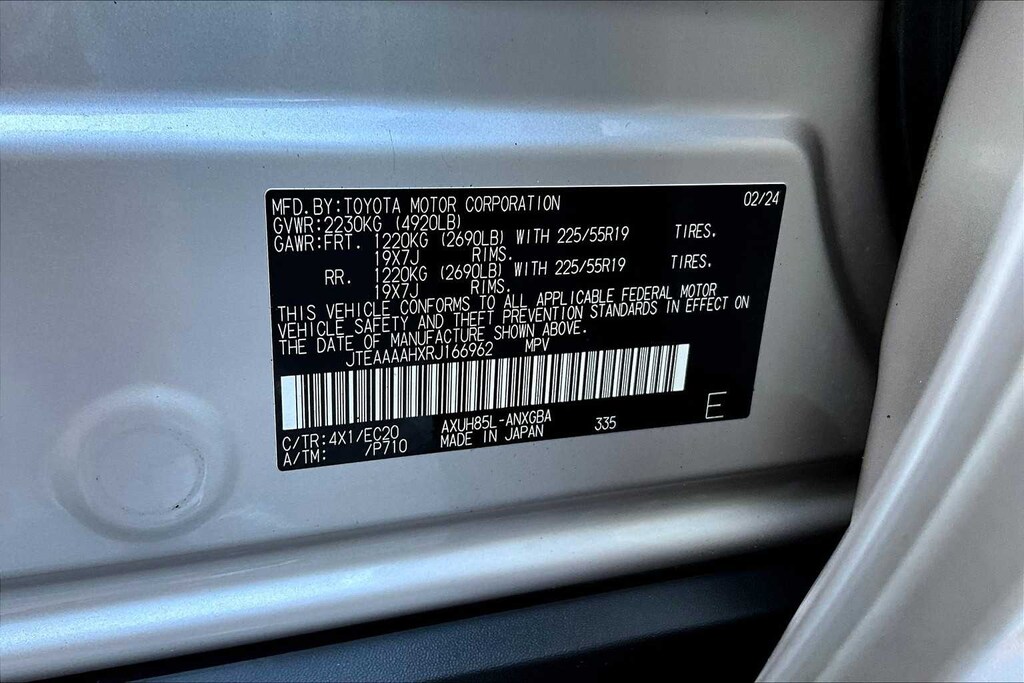 MFD.BY:TOYOTA MOTOR CORPORATION 02/24
GVWR:2230KG (4920LB)
GAWR:FRT. 1220KG (2690LB) WITH 225/55R19 TIRES.
19X7J RIMS.
RR. 1220KG (2690LB) WITH 225/55R19 TIRES.
19X7J RIMS.
THIS VEHICLE CONFORMS TO ALL APPLICABLE FEDERAL MOTOR
VEHICLE SAFETY AND THEFT PREVENTION STANDARDS IN EFFECT ON
THE DATE OF MANUFACTURE SHOWN ABOVE.
JTEAAAAHXRJ166962 MPV
C/TR:4X1/EC20 AXUH85L-ANXGBA 335 E
A/TM: /P710 MADE IN JAPAN